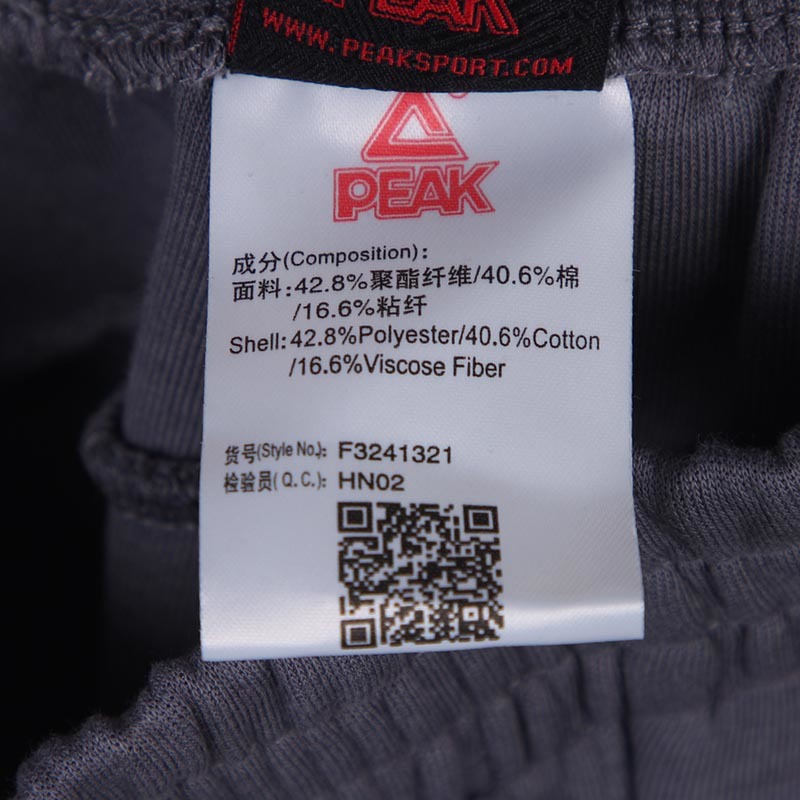 PEAK
WWW.PEAKSPORT.COM
PEAK
成分(Composition):
面料:42.8%聚酯纤维/40.6%棉
/16.6%粘纤
Shell:42.8%Polyester/40.6%Cotton
/16.6%Viscose Fiber
货号(Style No.): F3241321
检验员(Q.C.): HN02